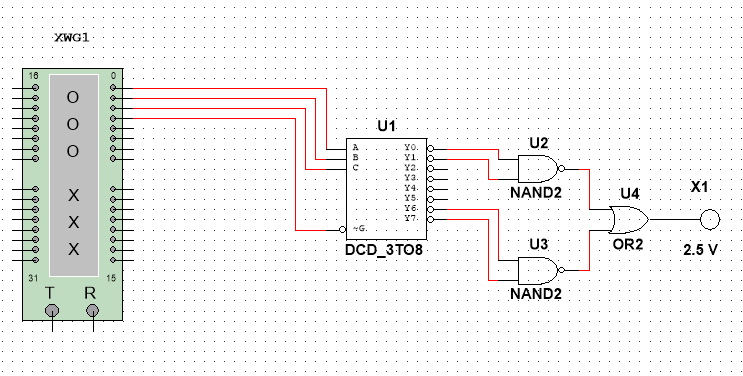 XWG1
16 0
O
O
O
X
X
X
31 15
T R
U1
A Y0
B Y1
C Y2
Y3
Y4
Y5
Y6
Y7
~G
DCD_3TO8
U2
NAND2
U3
NAND2
U4
OR2
X1
2.5 V